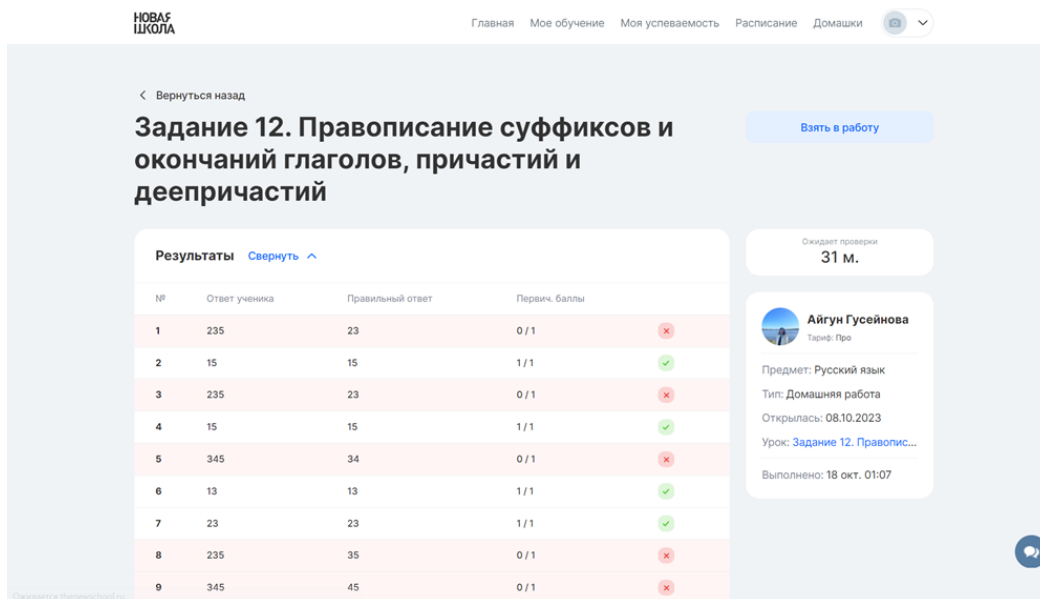 НОВАЯ
ШКОЛА
Главная Мое обучение Моя успеваемость Расписание Домашки
Вернуться назад
Задание 12. Правописание суффиксов и
окончаний глаголов, причастий и
деепричастий
Взять в работу
Результаты Свернуть
№ Ответ ученика Правильный ответ Первич. баллы
1 235 23 0 / 1
2 15 15 1 / 1
3 235 23 0 / 1
4 15 15 1 / 1
5 345 34 0 / 1
6 13 13 1 / 1
7 23 23 1 / 1
8 235 35 0 / 1
9 345 45 0 / 1
Ожидает проверки
31 м.
Айгун Гусейнова
Тариф: Про
Предмет: Русский язык
Тип: Домашняя работа
Открылась: 08.10.2023
Урок: Задание 12. Правопис...
Выполнено: 18 окт. 01:07
Ожидается thenewschool.ru